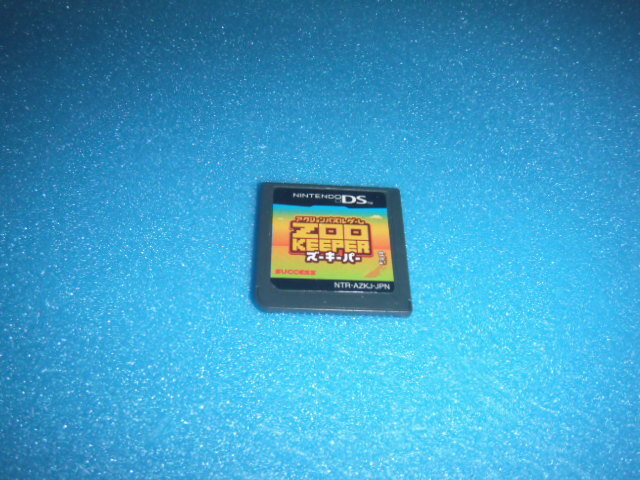 NINTENDO DS™
アクションパズルゲーム
ZOO
KEEPER
ズーキーパー
SUCCESS
NTR-AZKJ-JPN